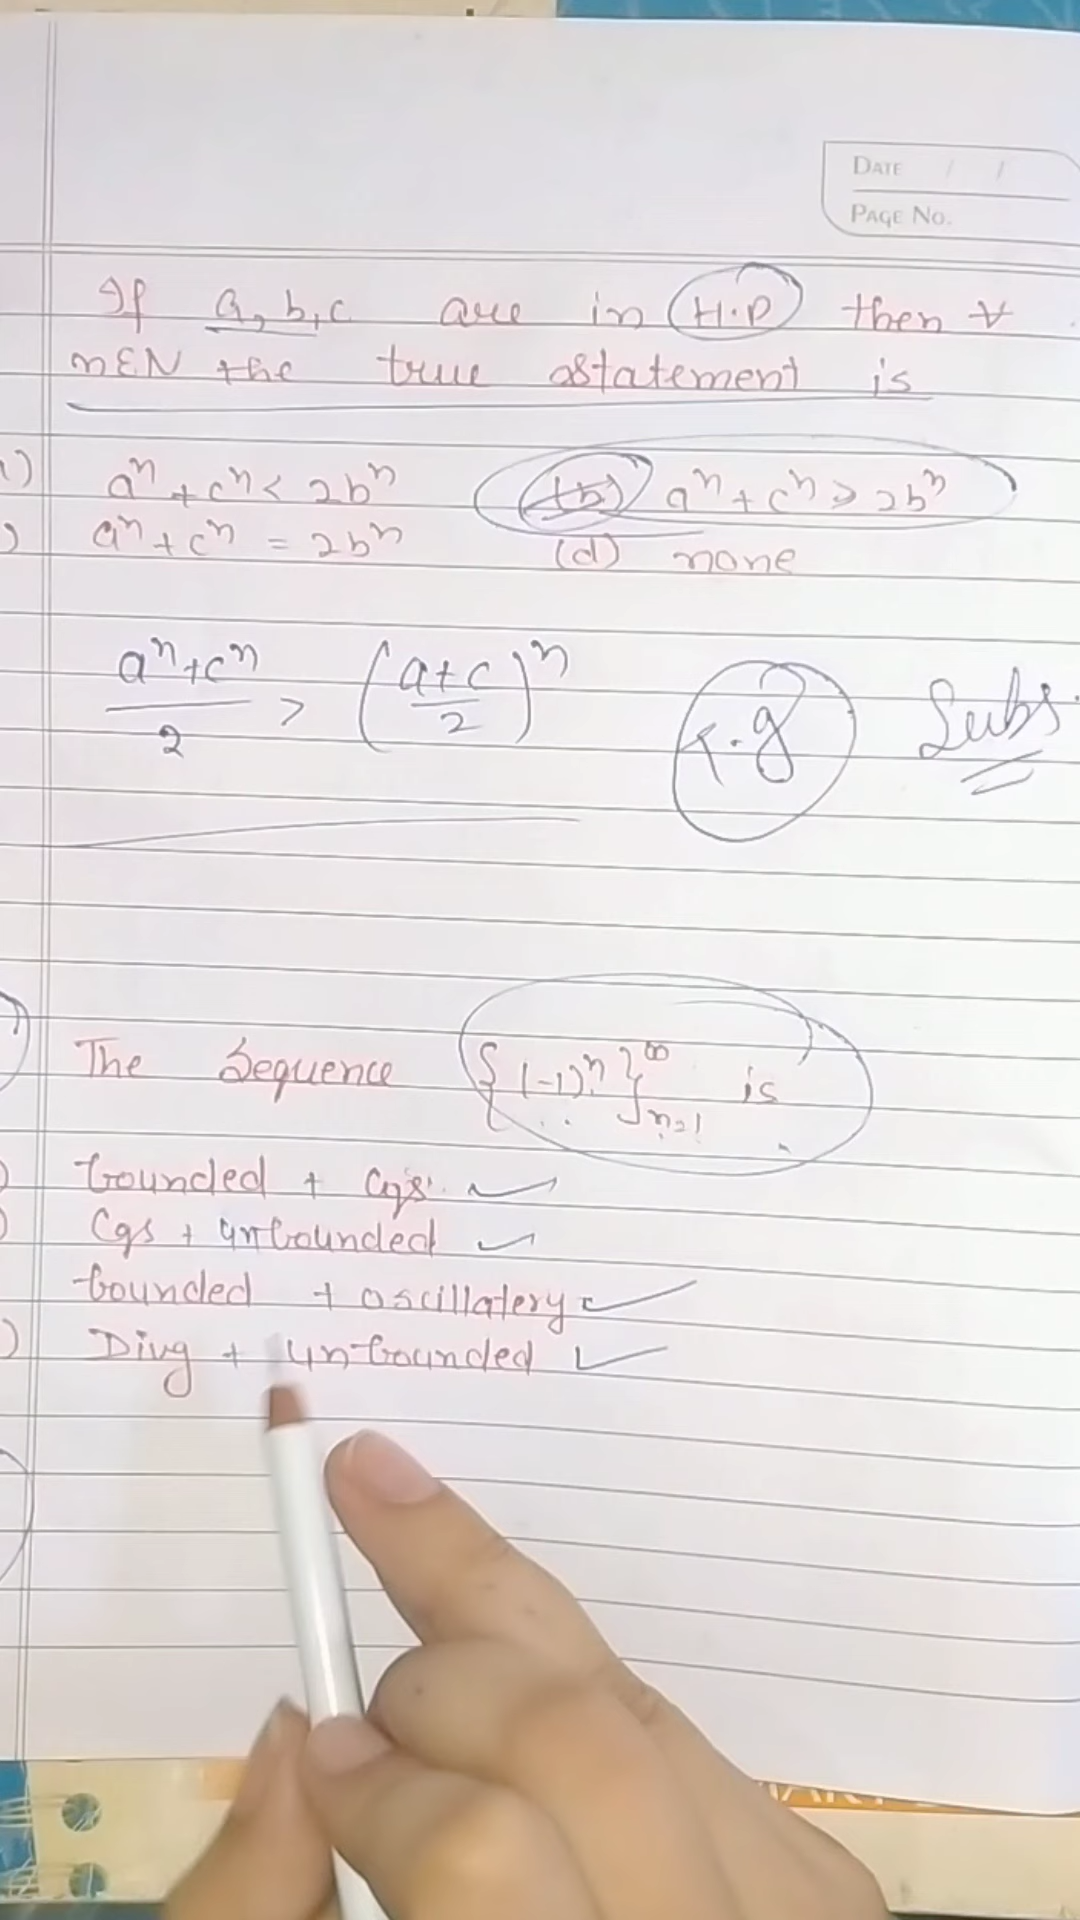 DATE / /
PAGE NO.
If a, b, c are in H.P then ∀
n∈N the true statement is
aⁿ + cⁿ < 2bⁿ (b) aⁿ + cⁿ > 2bⁿ
aⁿ + cⁿ = 2bⁿ (d) none
aⁿ+cⁿ/2 > (a+c/2)ⁿ
Subs
The Sequence {(-1)ⁿ}^∞_n=1 is
bounded + Cgs
Cgs + unbounded
bounded + oscillatery
Divg + unbounded